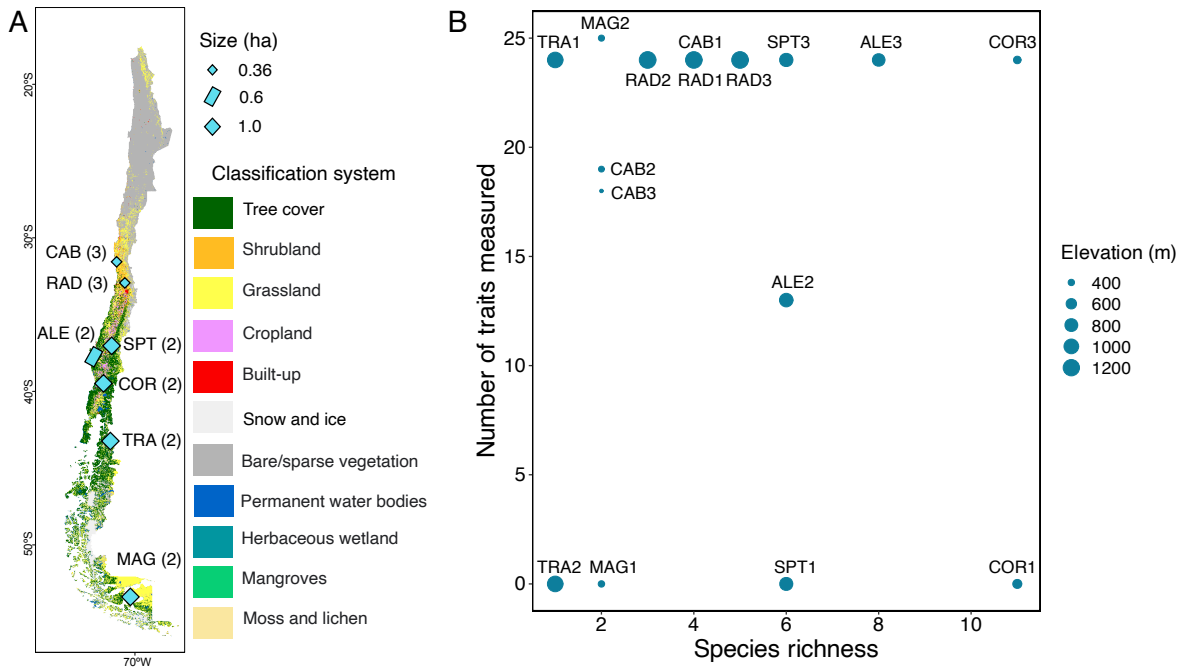 A
20°S
30°S
40°S
50°S
70°W
CAB (3)
RAD (3)
ALE (2)
SPT (2)
COR (2)
TRA (2)
MAG (2)
Size (ha)
0.36
0.6
1.0
Classification system
Tree cover
Shrubland
Grassland
Cropland
Built-up
Snow and ice
Bare/sparse vegetation
Permanent water bodies
Herbaceous wetland
Mangroves
Moss and lichen
B
Number of traits measured
25
20
15
10
5
0
MAG2
TRA1
CAB1
SPT3
ALE3
COR3
RAD2
RAD1
RAD3
CAB2
CAB3
ALE2
TRA2
MAG1
SPT1
COR1
2
4
6
8
10
Species richness
Elevation (m)
400
600
800
1000
1200